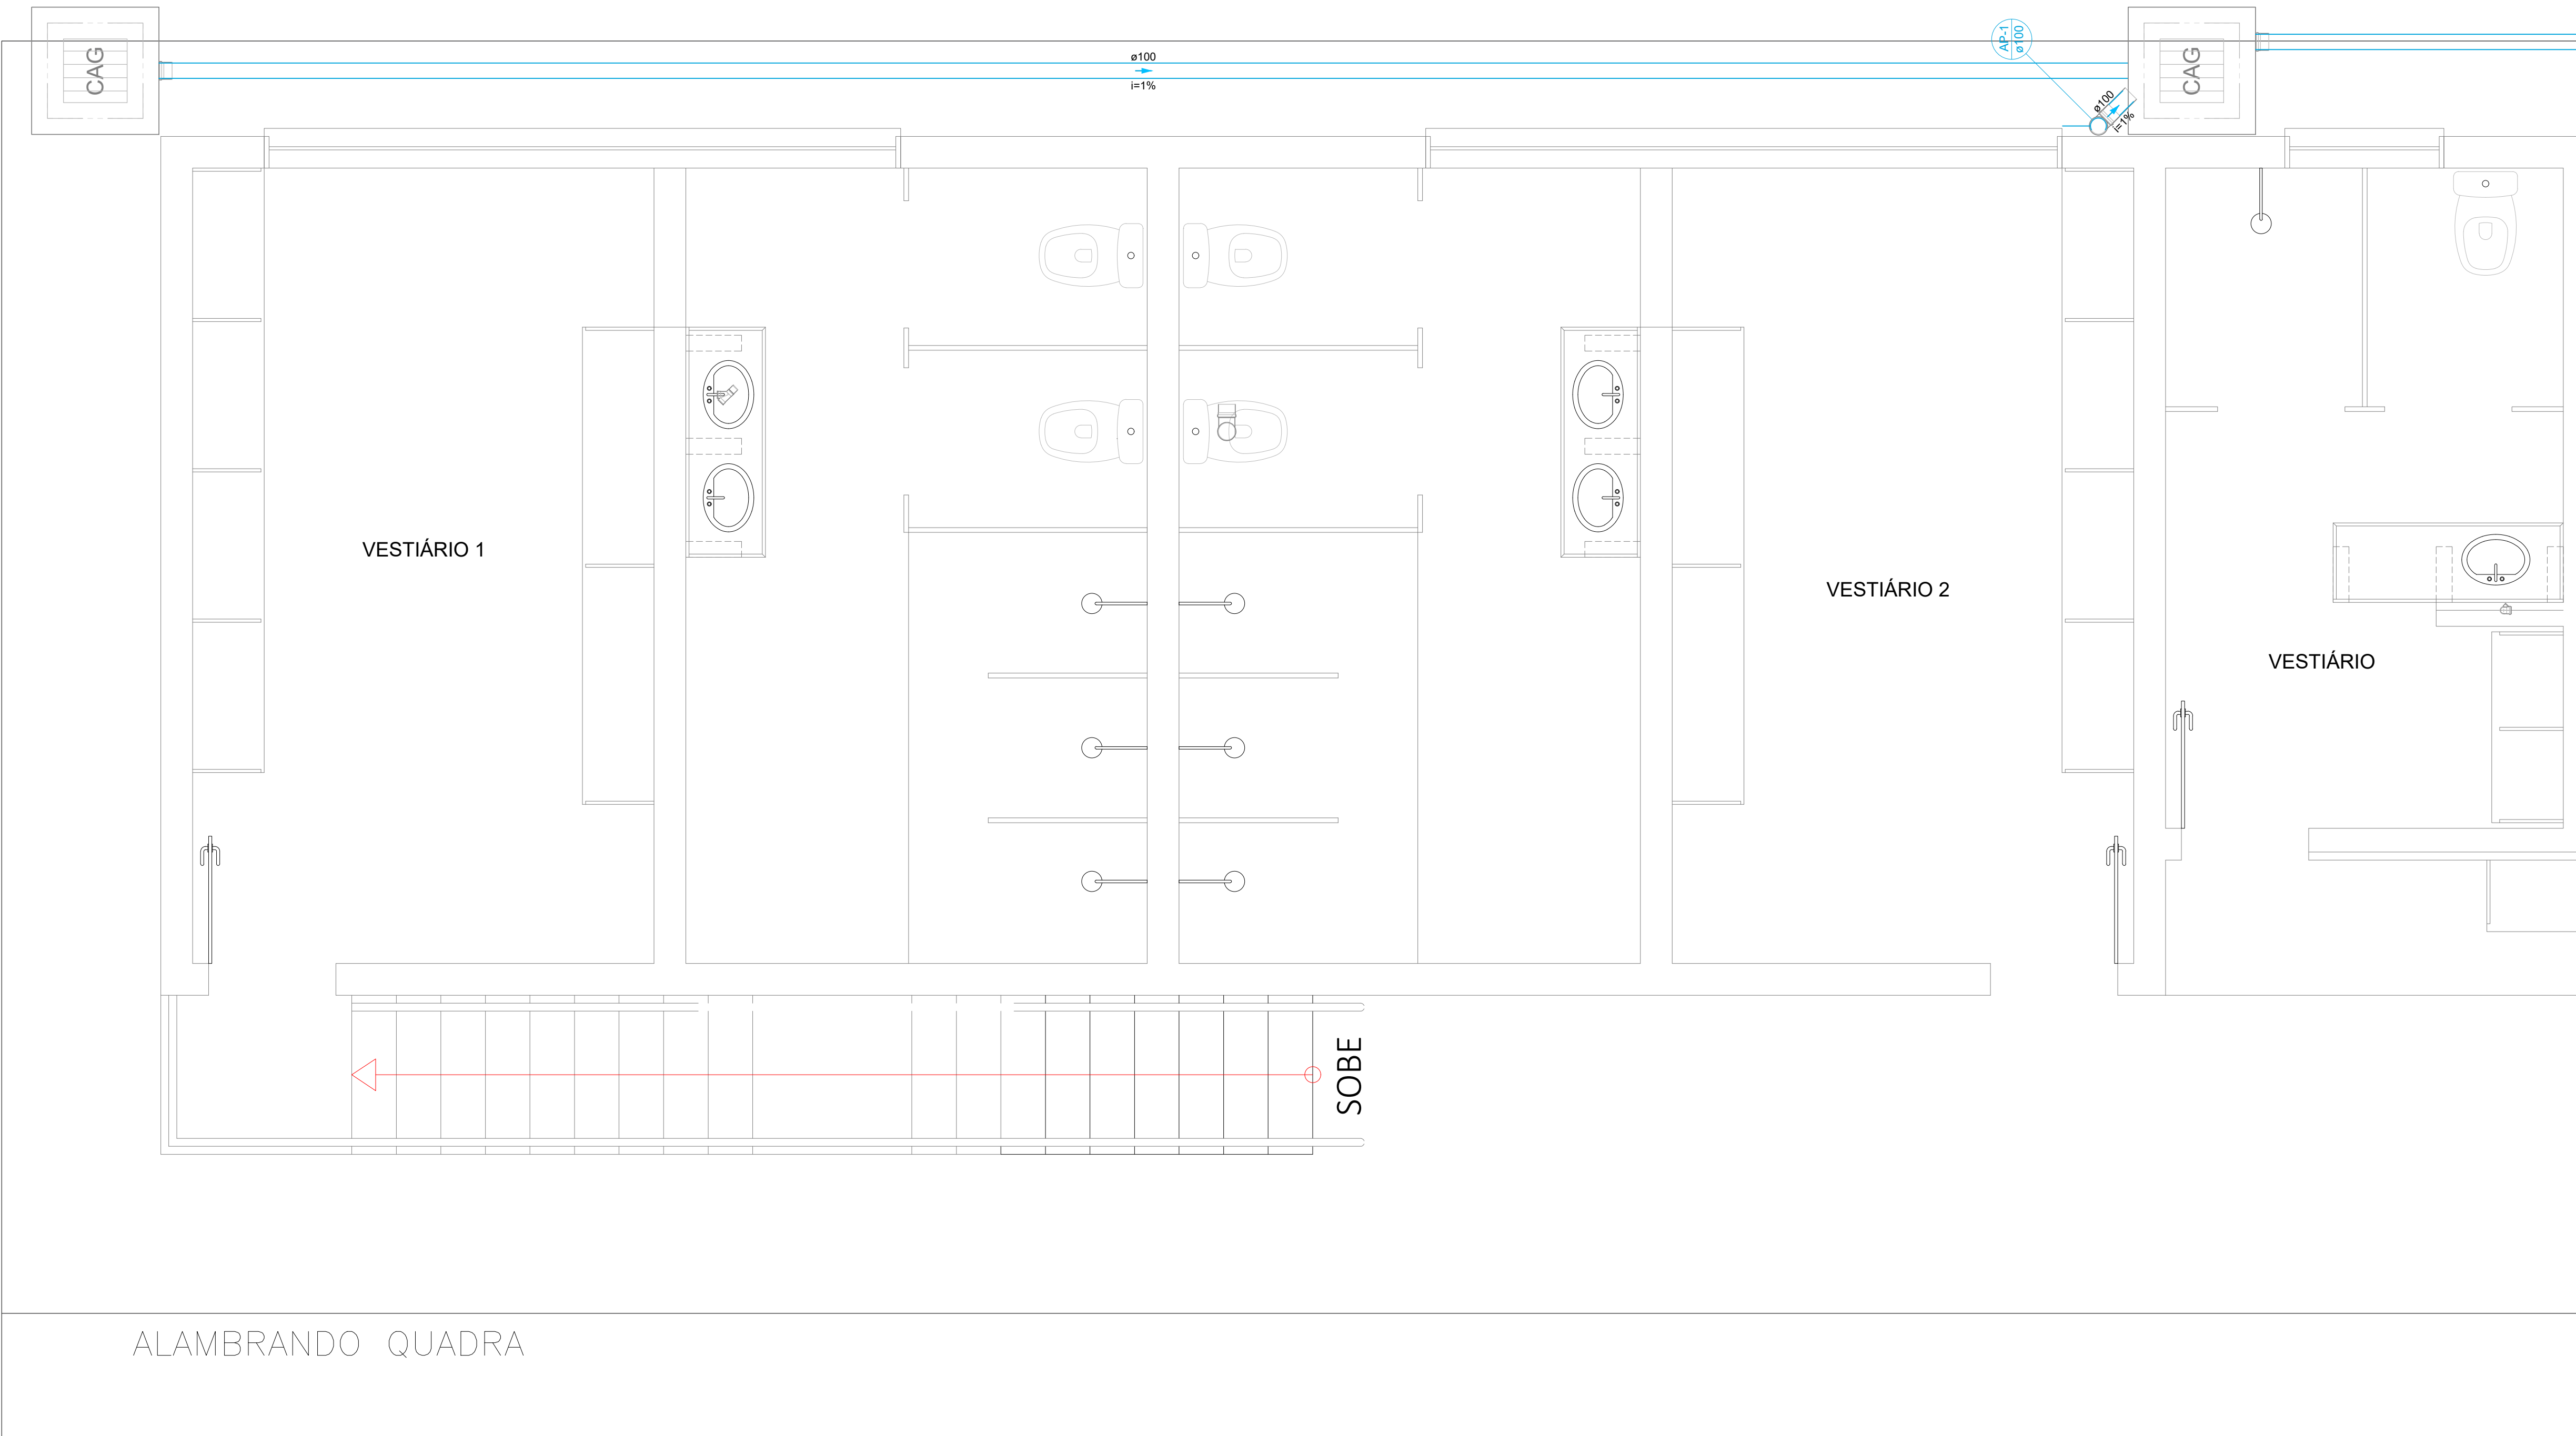 CAG
ø100
i=1%
AP-1
ø100
ø100
i=1%
CAG
VESTIÁRIO 1
VESTIÁRIO 2
VESTIÁRIO
SOBE
ALAMBRANDO QUADRA